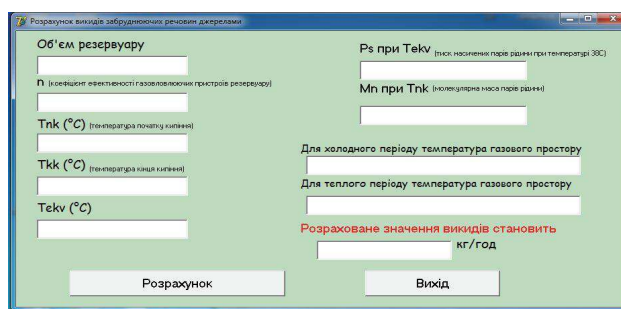 Розрахунок викидів забруднюючих речовин джерелами
Об'єм резервуару
n (коефіцієнт ефективності газовловлюючих пристроїв резервуару)
Tnk (°C) (температура початку кипіння)
Tkk (°C) (температура кінця кипіння)
Tekv (°C)
Ps при Tekv (тиск насичених парів рідини при температурі 38С)
Mn при Tnk (молекулярна маса парів рідини)
Для холодного періоду температура газового простору
Для теплого періоду температура газового простору
Розраховане значення викидів становить
кг/год
Розрахунок
Вихід